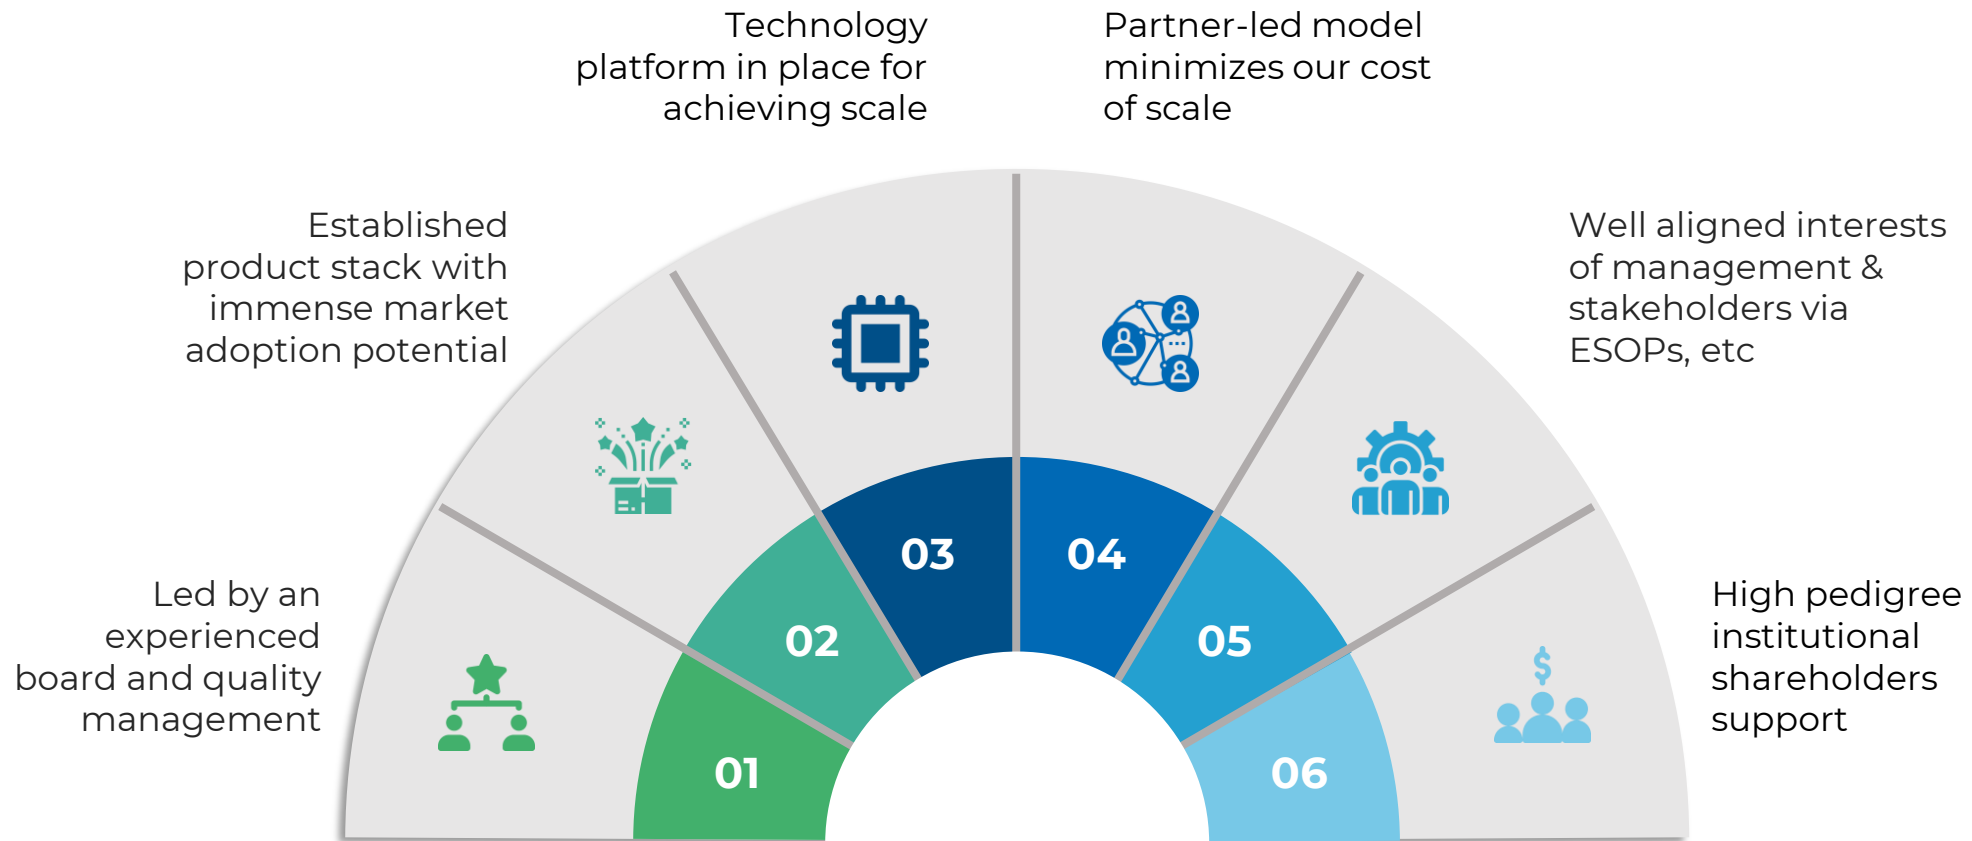 Technology
platform in place for
achieving scale
Partner-led model
minimizes our cost
of scale
Established
product stack with
immense market
adoption potential
Well aligned interests
of management &
stakeholders via
ESOPs, etc
Led by an
experienced
board and quality
management
High pedigree
institutional
shareholders
support
03
04
02
05
01
06
$